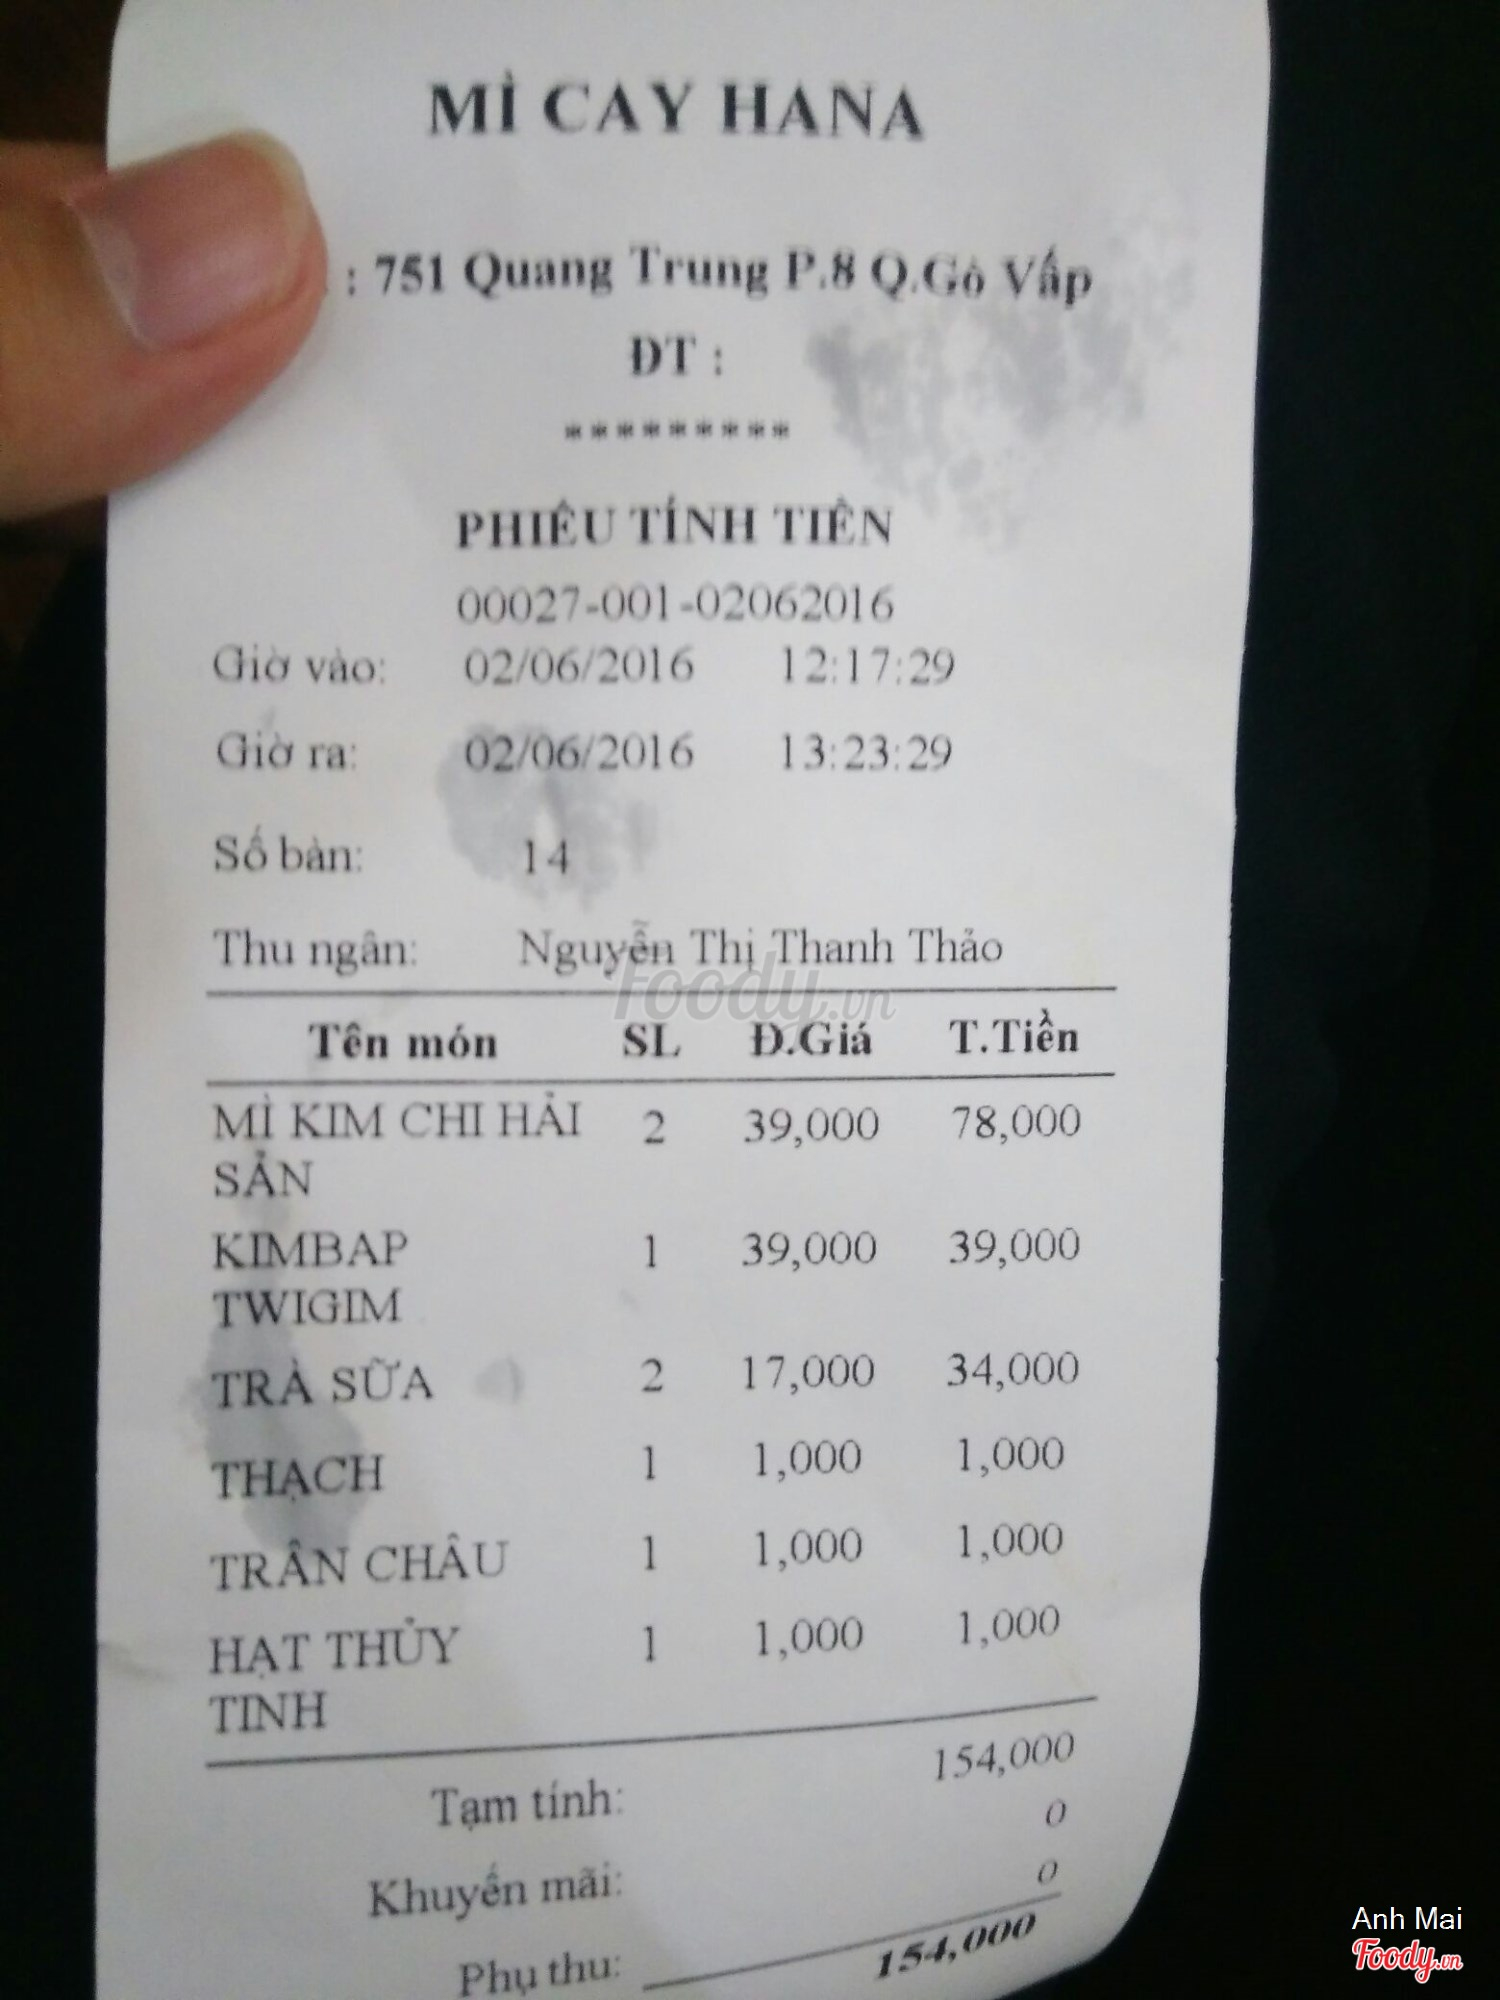 MÌ CAY HANA
: 751 Quang Trung P.8 Q.Gò Vấp
ĐT :
*********
PHIẾU TÍNH TIỀN
00027-001-02062016
Giờ vào: 02/06/2016 12:17:29
Giờ ra: 02/06/2016 13:23:29
Số bàn: 14
Thu ngân: Nguyễn Thị Thanh Thảo
Foody.vn
Tên món SL Đ.Giá T.Tiền
MÌ KIM CHI HẢI 2 39,000 78,000
SẢN
KIMBAP 1 39,000 39,000
TWIGIM
TRÀ SỮA 2 17,000 34,000
THẠCH 1 1,000 1,000
TRÂN CHÂU 1 1,000 1,000
HẠT THỦY 1 1,000 1,000
TINH
Tạm tính: 154,000
Khuyến mãi: 0
Phụ thu: 0
154,000
Anh Mai
Foody.vn